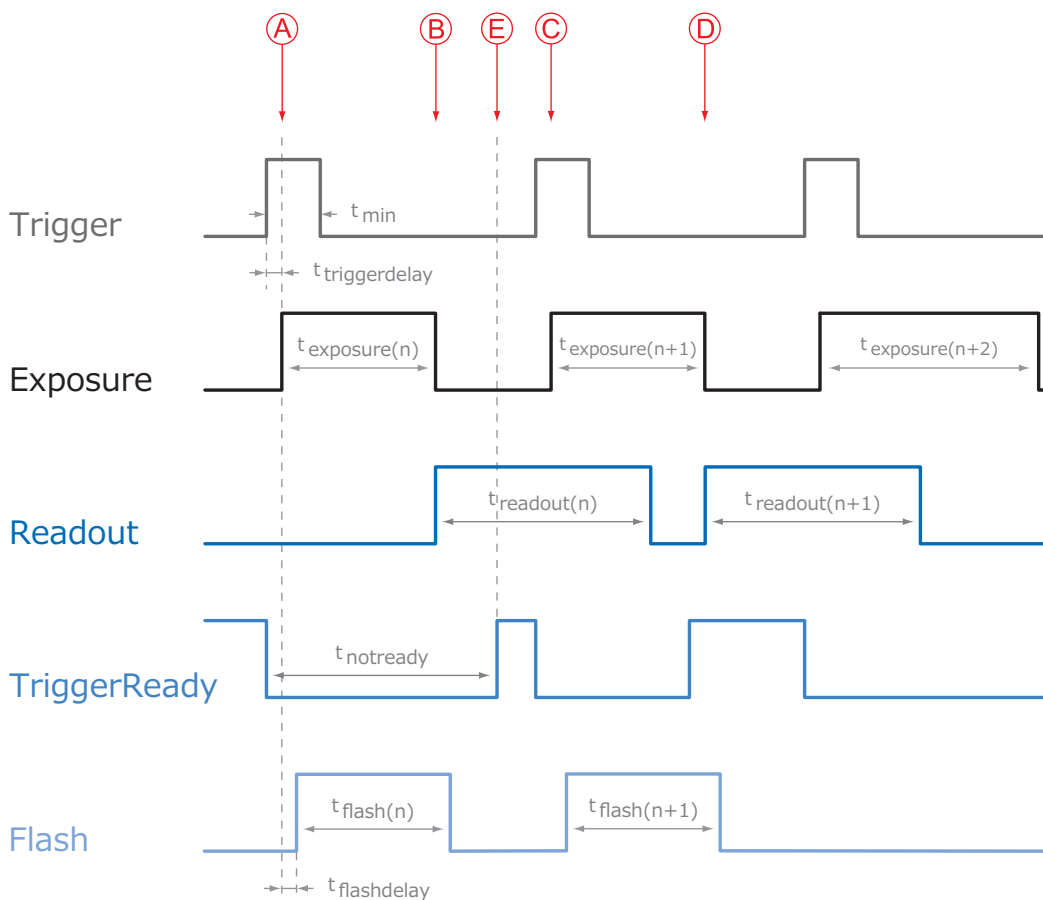 A B E C D
Trigger
t min
t triggerdelay
Exposure
t exposure(n) t exposure(n+1) t exposure(n+2)
Readout
t readout(n) t readout(n+1)
TriggerReady
t notready
Flash
t flash(n) t flash(n+1)
t flashdelay